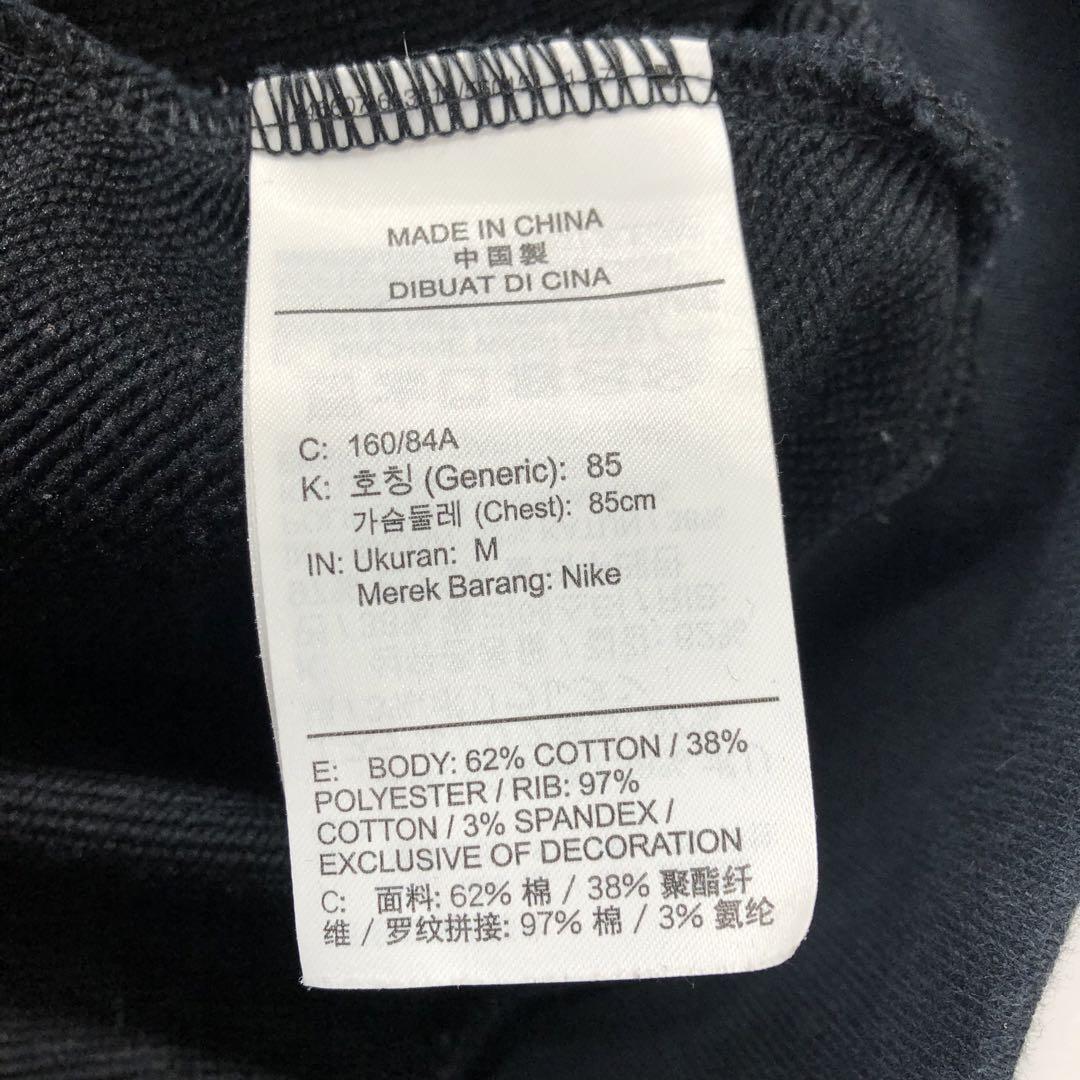 MADE IN CHINA
中国製
DIBUAT DI CINA
C: 160/84A
K: 호칭 (Generic): 85
가슴둘레 (Chest): 85cm
IN: Ukuran: M
Merek Barang: Nike
E: BODY: 62% COTTON / 38%
POLYESTER / RIB: 97%
COTTON / 3% SPANDEX /
EXCLUSIVE OF DECORATION
C: 面料: 62% 棉 / 38% 聚酯纤
维 / 罗纹拼接: 97% 棉 / 3% 氨纶